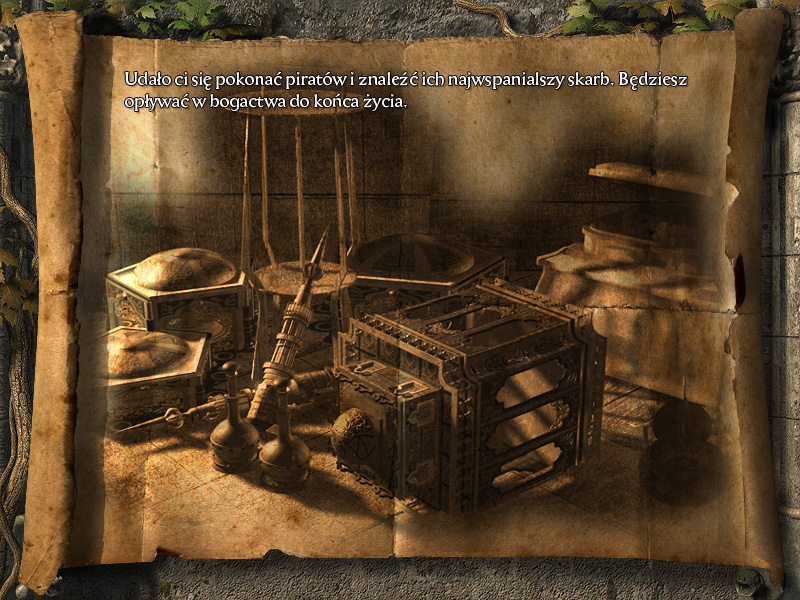 Udało ci się pokonać piratów i znaleźć ich najwspanialszy skarb. Będziesz
opływać w bogactwa do końca życia.